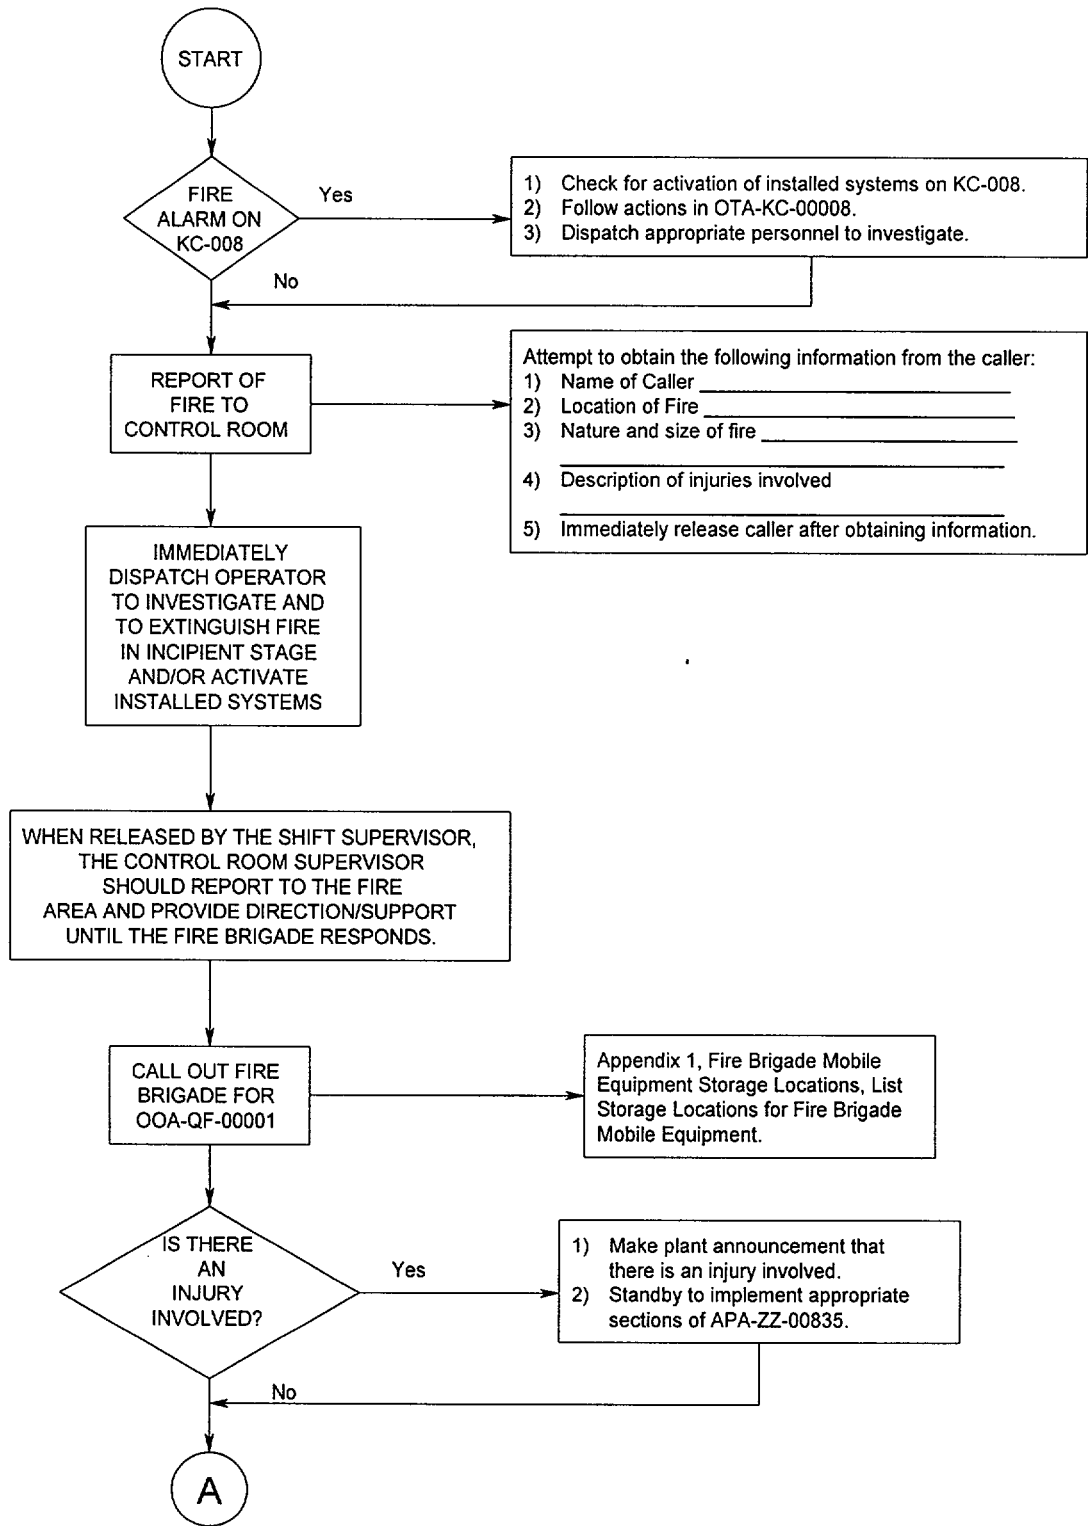 START
FIRE
ALARM ON
KC-008
Yes
1) Check for activation of installed systems on KC-008.
2) Follow actions in OTA-KC-00008.
3) Dispatch appropriate personnel to investigate.
No
REPORT OF
FIRE TO
CONTROL ROOM
Attempt to obtain the following information from the caller:
1) Name of Caller
2) Location of Fire
3) Nature and size of fire
4) Description of injuries involved
5) Immediately release caller after obtaining information.
IMMEDIATELY
DISPATCH OPERATOR
TO INVESTIGATE AND
TO EXTINGUISH FIRE
IN INCIPIENT STAGE
AND/OR ACTIVATE
INSTALLED SYSTEMS
WHEN RELEASED BY THE SHIFT SUPERVISOR,
THE CONTROL ROOM SUPERVISOR
SHOULD REPORT TO THE FIRE
AREA AND PROVIDE DIRECTION/SUPPORT
UNTIL THE FIRE BRIGADE RESPONDS.
CALL OUT FIRE
BRIGADE FOR
OOA-QF-00001
Appendix 1, Fire Brigade Mobile
Equipment Storage Locations, List
Storage Locations for Fire Brigade
Mobile Equipment.
IS THERE
AN
INJURY
INVOLVED?
Yes
1) Make plant announcement that
there is an injury involved.
2) Standby to implement appropriate
sections of APA-ZZ-00835.
No
A